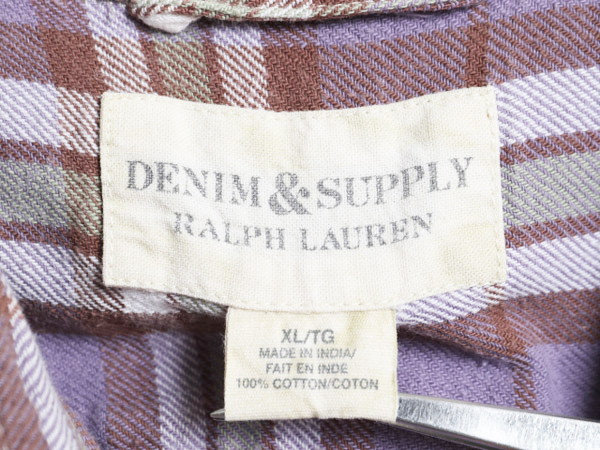 DENIM & SUPPLY
RALPH LAUREN
XL/TG
MADE IN INDIA/
FAIT EN INDE
100% COTTON/COTON